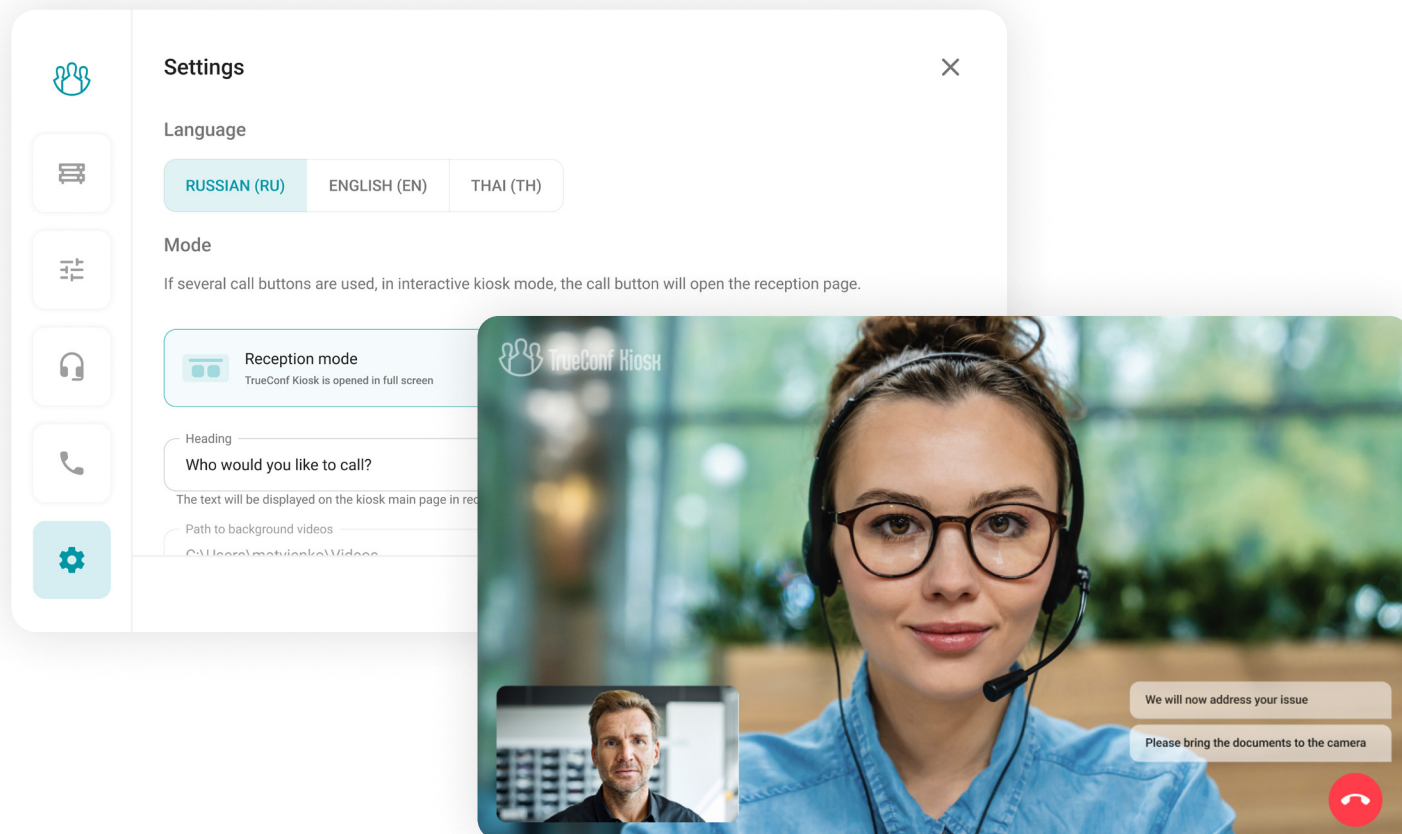 Settings
Language
RUSSIAN (RU)
ENGLISH (EN)
THAI (TH)
Mode
If several call buttons are used, in interactive kiosk mode, the call button will open the reception page.
Reception mode
TrueConf Kiosk is opened in full screen
Heading
Who would you like to call?
The text will be displayed on the kiosk main page in
Path to background videos
C:\Users\matvienko\Videos
TrueConf Kiosk
We will now address your issue
Please bring the documents to the camera